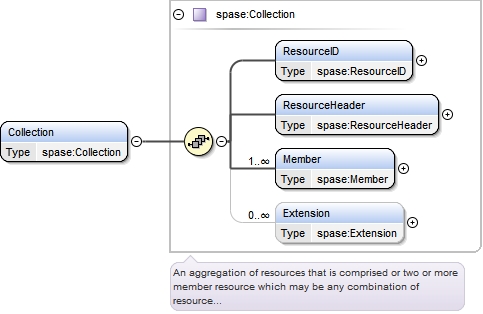 spase:Collection
ResourceID
Type spase:ResourceID
ResourceHeader
Type spase:ResourceHeader
Collection
Type spase:Collection
1..∞
Member
Type spase:Member
0..∞
Extension
Type spase:Extension
An aggregation of resources that is comprised or two or more
member resource which may be any combination of
resource...